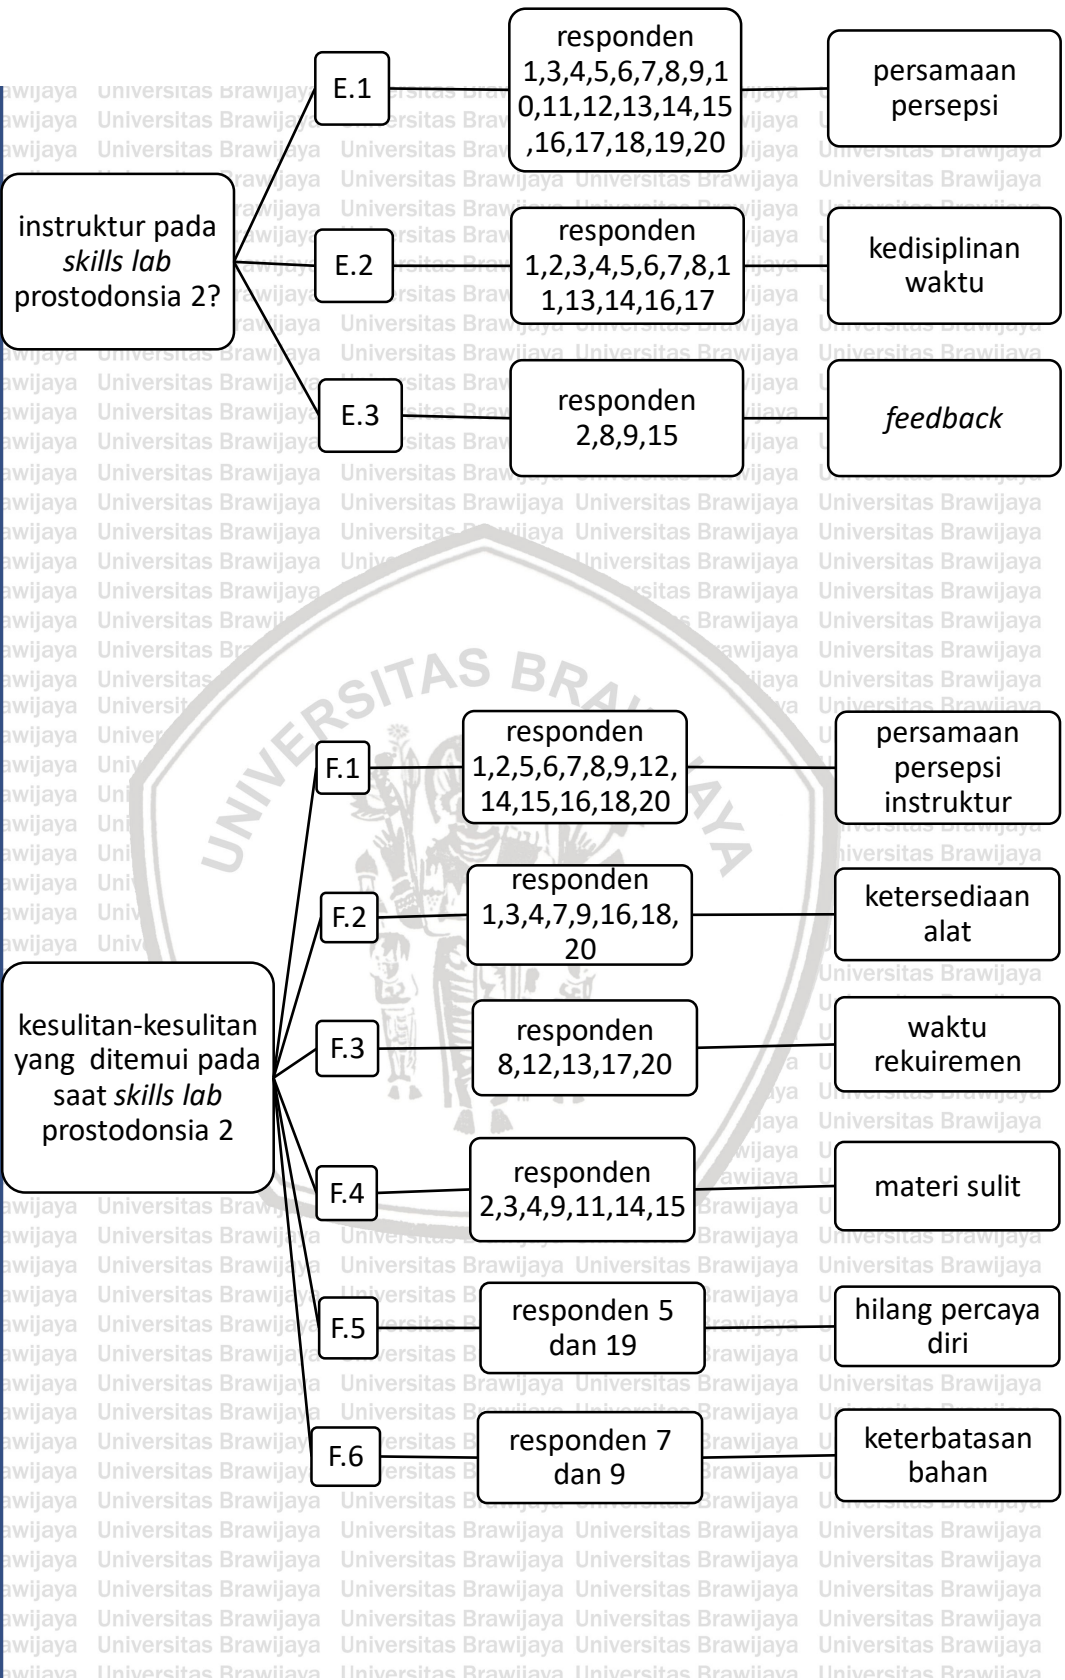 instruktur pada
skills lab
prostodonsia 2?
E.1
responden
1,3,4,5,6,7,8,9,1
0,11,12,13,14,15
,16,17,18,19,20
persamaan
persepsi
E.2
responden
1,2,3,4,5,6,7,8,1
1,13,14,16,17
kedisiplinan
waktu
E.3
responden
2,8,9,15
feedback
kesulitan-kesulitan
yang ditemui pada
saat skills lab
prostodonsia 2
F.1
responden
1,2,5,6,7,8,9,12,
14,15,16,18,20
persamaan
persepsi
instruktur
F.2
responden
1,3,4,7,9,16,18,
20
ketersediaan
alat
F.3
responden
8,12,13,17,20
waktu
rekuiremen
F.4
responden
2,3,4,9,11,14,15
materi sulit
F.5
responden 5
dan 19
hilang percaya
diri
F.6
responden 7
dan 9
keterbatasan
bahan
UNIVERSITAS BRAWIJAYA